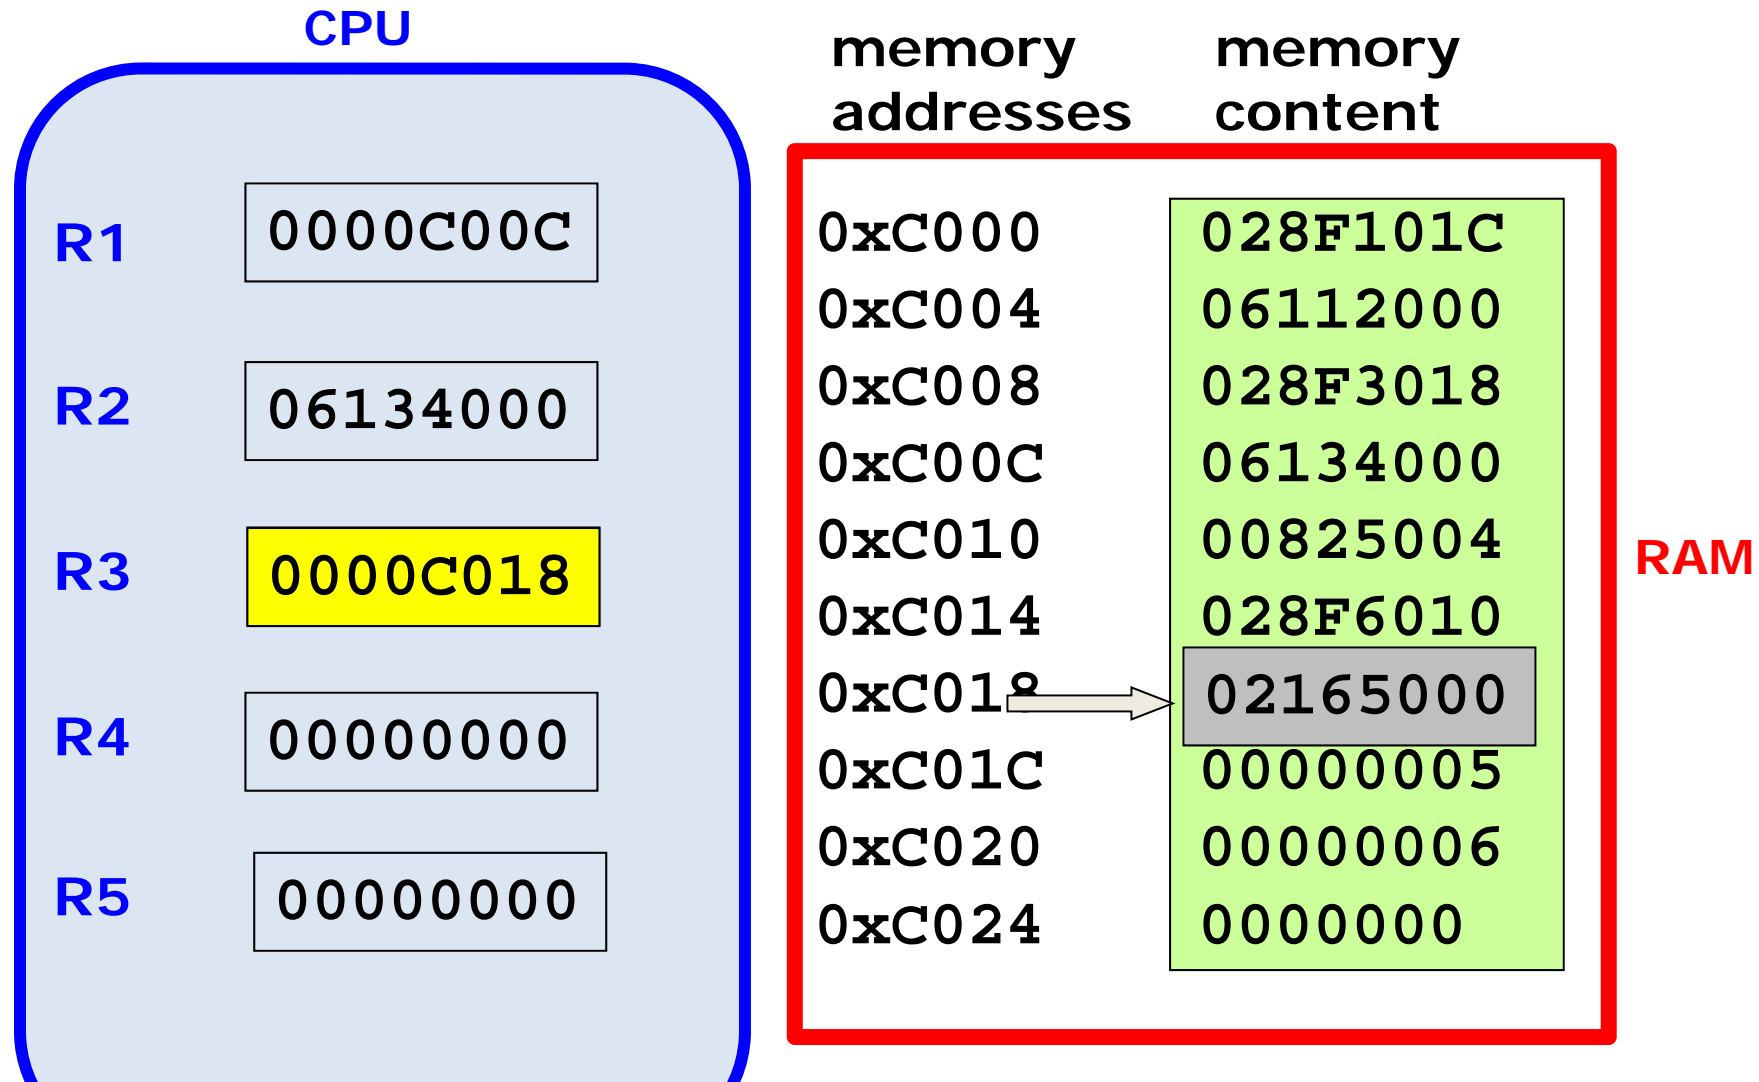 CPU
R1 0000C00C
R2 06134000
R3 0000C018
R4 00000000
R5 00000000
memory addresses
memory content
0xC000 028F101C
0xC004 06112000
0xC008 028F3018
0xC00C 06134000
0xC010 00825004
0xC014 028F6010
0xC018 02165000
0xC01C 00000005
0xC020 00000006
0xC024 0000000
RAM